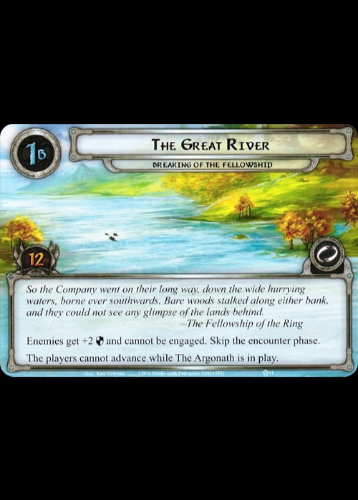 1B
THE GREAT RIVER
BREAKING OF THE FELLOWSHIP
12
So the Company went on their long way, down the wide hurrying
waters, borne ever southwards. Bare woods stalked along either bank,
and they could not see any glimpse of the lands behind.
–The Fellowship of the Ring
Enemies get +2 and cannot be engaged. Skip the encounter phase.
The players cannot advance while The Argonath is in play.